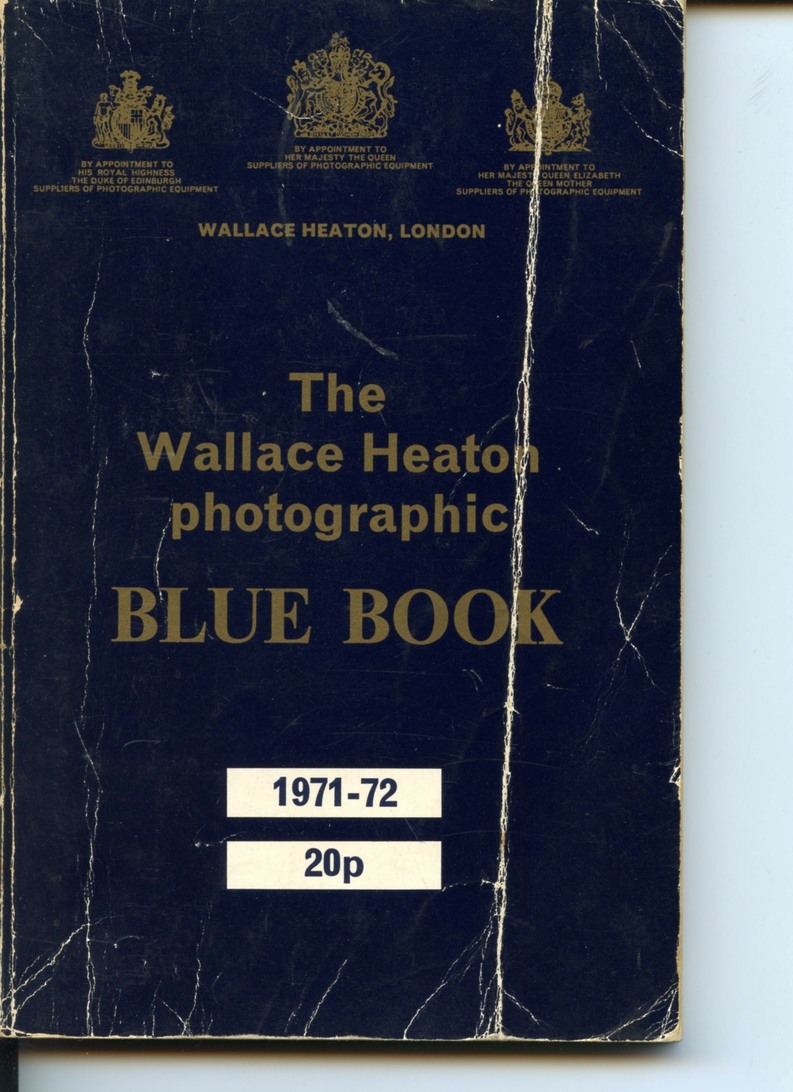 BY APPOINTMENT TO
HIS ROYAL HIGHNESS
THE DUKE OF EDINBURGH
SUPPLIERS OF PHOTOGRAPHIC EQUIPMENT
BY APPOINTMENT TO
HER MAJESTY THE QUEEN
SUPPLIERS OF PHOTOGRAPHIC EQUIPMENT
BY APPOINTMENT TO
HER MAJESTY QUEEN ELIZABETH
THE QUEEN MOTHER
SUPPLIERS OF PHOTOGRAPHIC EQUIPMENT
WALLACE HEATON, LONDON
The
Wallace Heaton
photographic
BLUE BOOK
1971-72
20p